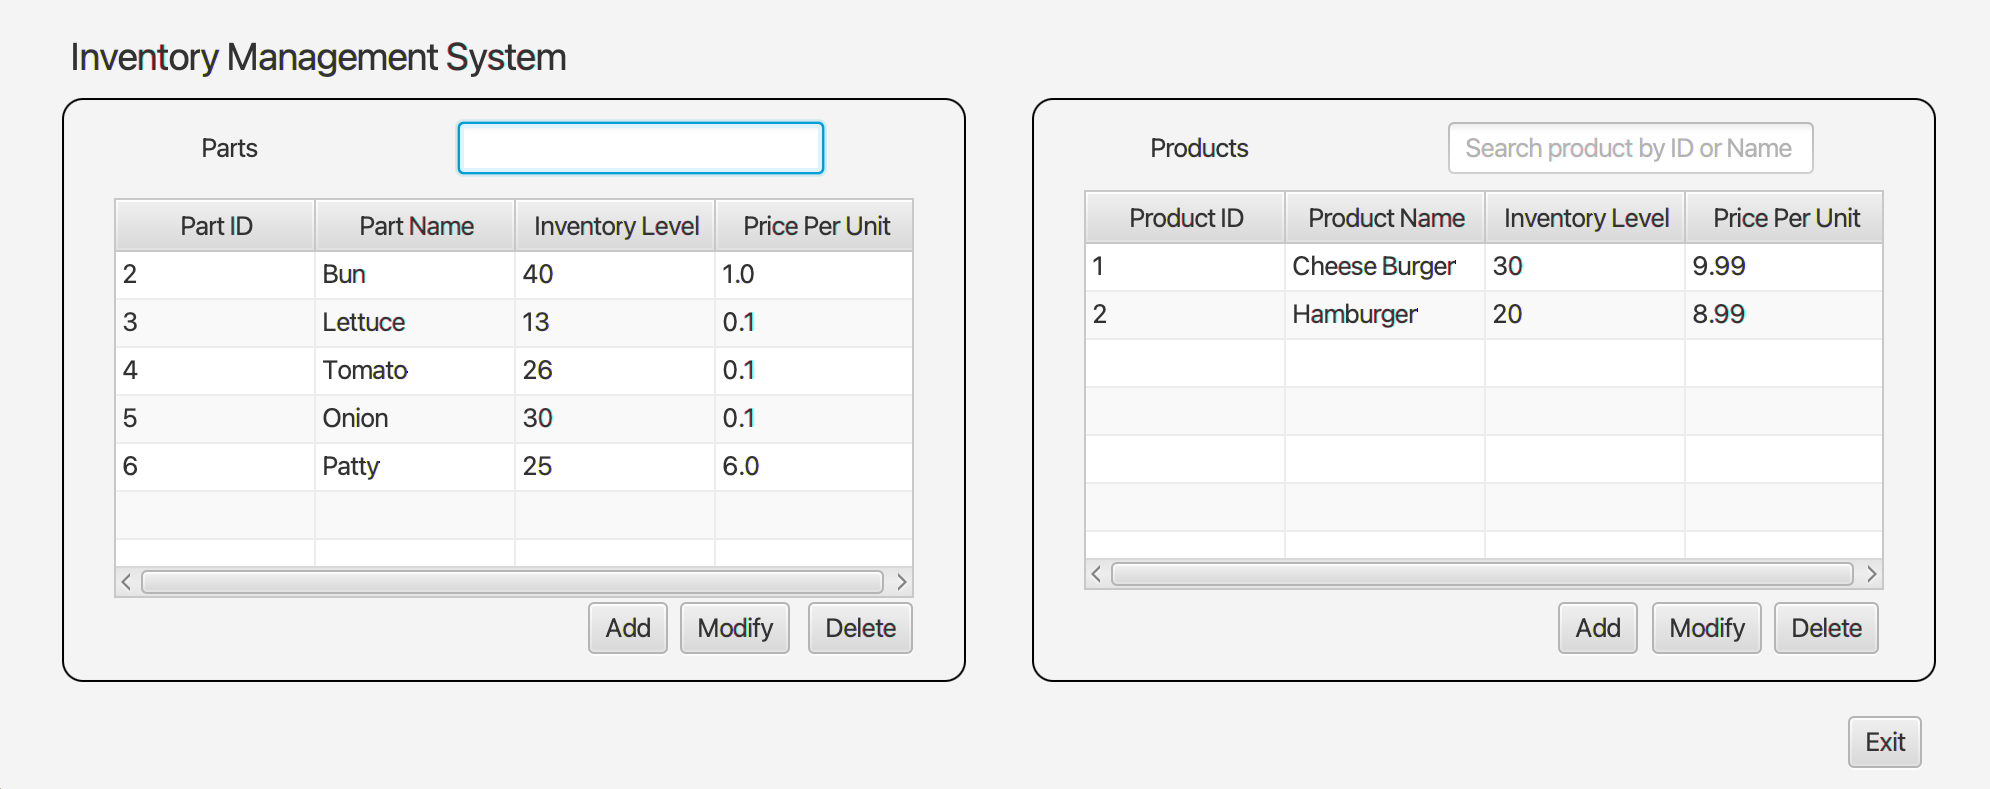 Inventory Management System
Parts
Part ID Part Name Inventory Level Price Per Unit
2 Bun 40 1.0
3 Lettuce 13 0.1
4 Tomato 26 0.1
5 Onion 30 0.1
6 Patty 25 6.0
Add Modify Delete
Products Search product by ID or Name
Product ID Product Name Inventory Level Price Per Unit
1 Cheese Burger 30 9.99
2 Hamburger 20 8.99
Add Modify Delete
Exit